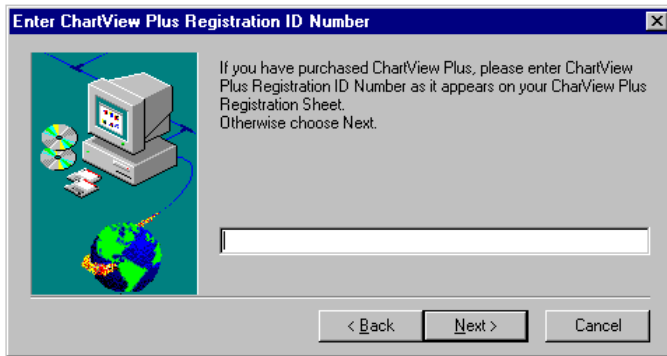 Enter ChartView Plus Registration ID Number
If you have purchased ChartView Plus, please enter ChartView
Plus Registration ID Number as it appears on your CharView Plus
Registration Sheet.
Otherwise choose Next.
< Back Next > Cancel